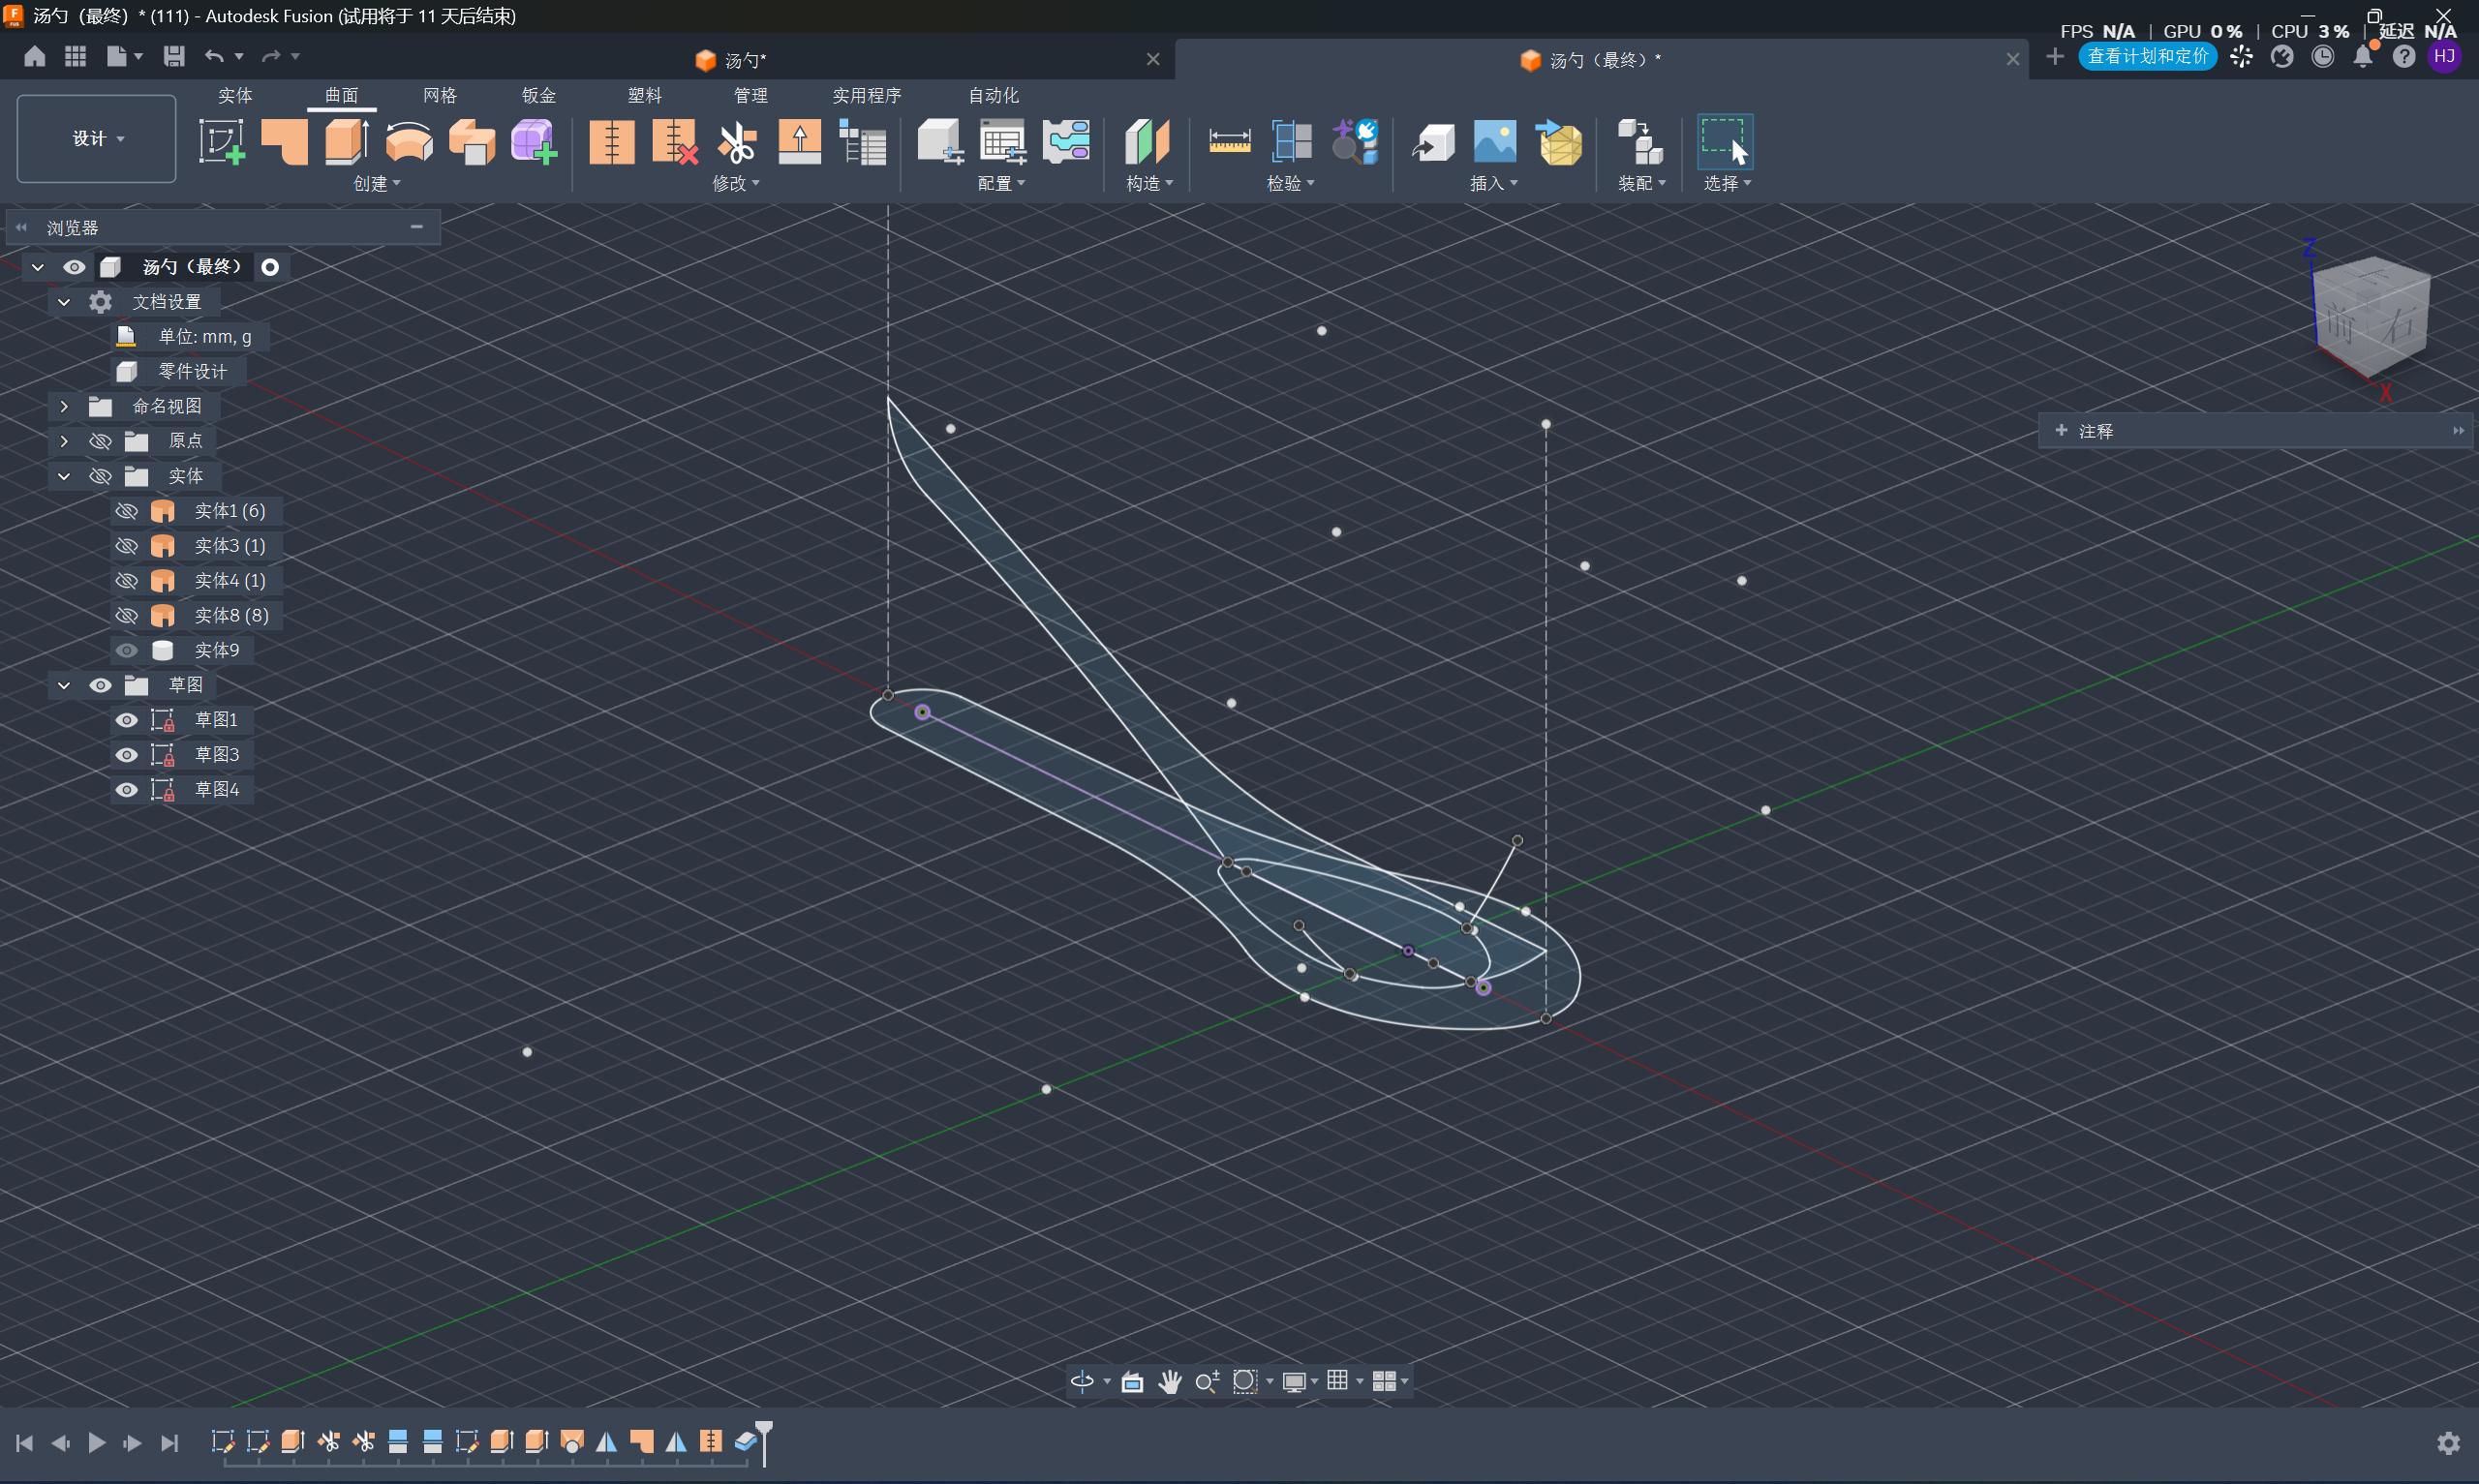 汤勺（最终）* (111) - Autodesk Fusion (试用将于 11 天后结束)
FPS N/A | GPU 0% | CPU 3% | 延迟 N/A
汤勺*
汤勺（最终）*
查看计划和定价
HJ
实体 曲面 网格 钣金 塑料 管理 实用程序 自动化
设计
创建 修改 配置 构造 检验 插入 装配 选择
浏览器
汤勺（最终）
文档设置
单位: mm, g
零件设计
命名视图
原点
实体
实体1 (6)
实体3 (1)
实体4 (1)
实体8 (8)
实体9
草图
草图1
草图3
草图4
Z
X
注释